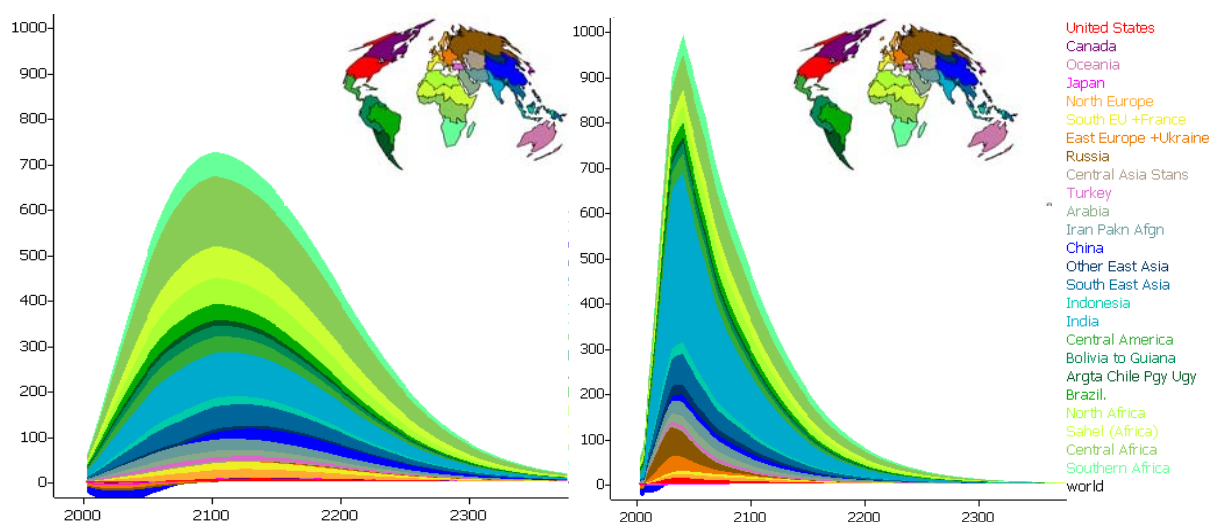 1000
900
800
700
600
500
400
300
200
100
0
2000 2100 2200 2300
1000
900
800
700
600
500
400
300
200
100
0
2000 2100 2200 2300
United States
Canada
Oceania
Japan
North Europe
South EU +France
East Europe +Ukraine
Russia
Central Asia Stans
Turkey
Arabia
Iran Pakn Afgn
China
Other East Asia
South East Asia
Indonesia
India
Central America
Bolivia to Guiana
Argta Chile Pgy Ugy
Brazil.
North Africa
Sahel (Africa)
Central Africa
Southern Africa
world